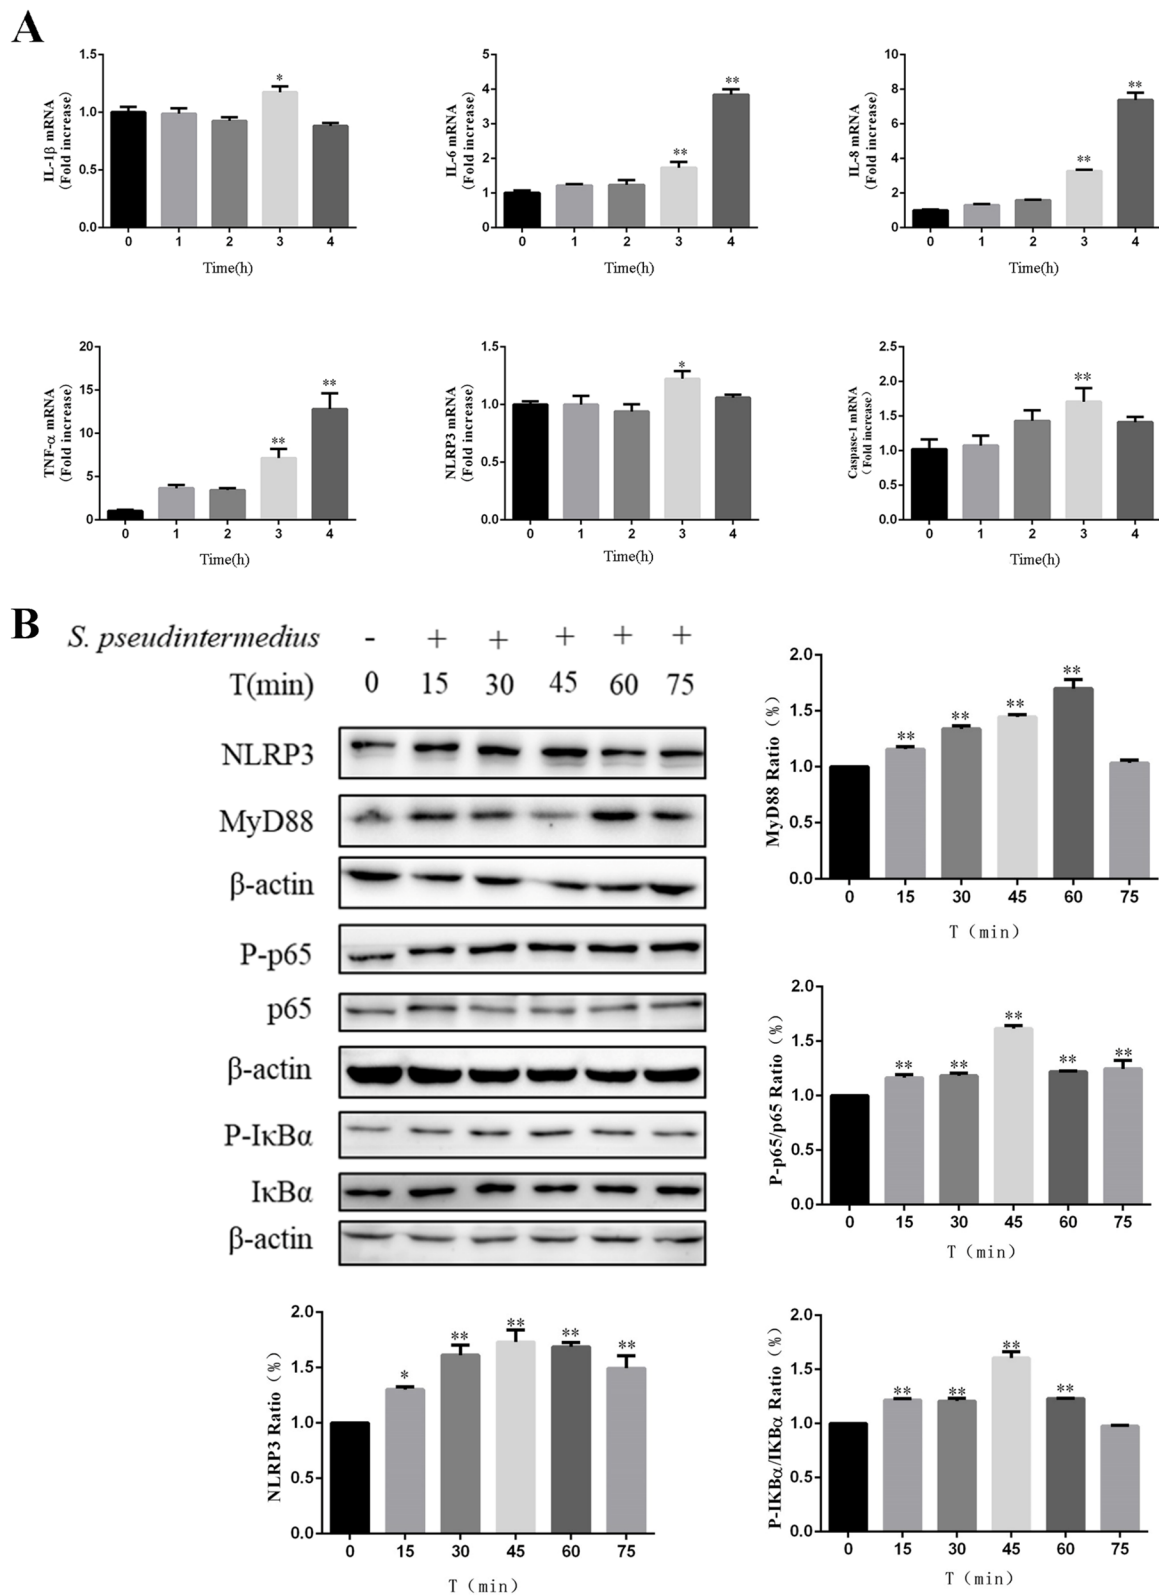 A
IL-1β mRNA
(Fold increase)
1.5
1.0
0.5
0.0
*
0 1 2 3 4
Time(h)
IL-6 mRNA
(Fold increase)
5
4
3
2
1
0
** **
0 1 2 3 4
Time(h)
IL-8 mRNA
(Fold increase)
10
8
6
4
2
0
** **
0 1 2 3 4
Time(h)
TNF-α mRNA
(Fold increase)
20
15
10
5
0
** **
0 1 2 3 4
Time(h)
NLRP3 mRNA
(Fold increase)
1.5
1.0
0.5
0.0
*
0 1 2 3 4
Time(h)
Caspase-1 mRNA
(Fold increase)
2.5
2.0
1.5
1.0
0.5
0.0
**
0 1 2 3 4
Time(h)
B
S. pseudintermedius - + + + + +
T(min) 0 15 30 45 60 75
NLRP3
MyD88
β-actin
P-p65
p65
β-actin
P-IκBα
IκBα
β-actin
MyD88 Ratio (%)
2.0
1.5
1.0
0.5
0.0
** ** ** **
0 15 30 45 60 75
T (min)
P-p65/p65 Ratio (%)
2.0
1.5
1.0
0.5
0.0
** ** ** ** **
0 15 30 45 60 75
T (min)
NLRP3 Ratio (%)
2.0
1.5
1.0
0.5
0.0
* ** ** ** **
0 15 30 45 60 75
T (min)
P-IKBα/IKBα Ratio (%)
2.0
1.5
1.0
0.5
0.0
** ** ** **
0 15 30 45 60 75
T (min)